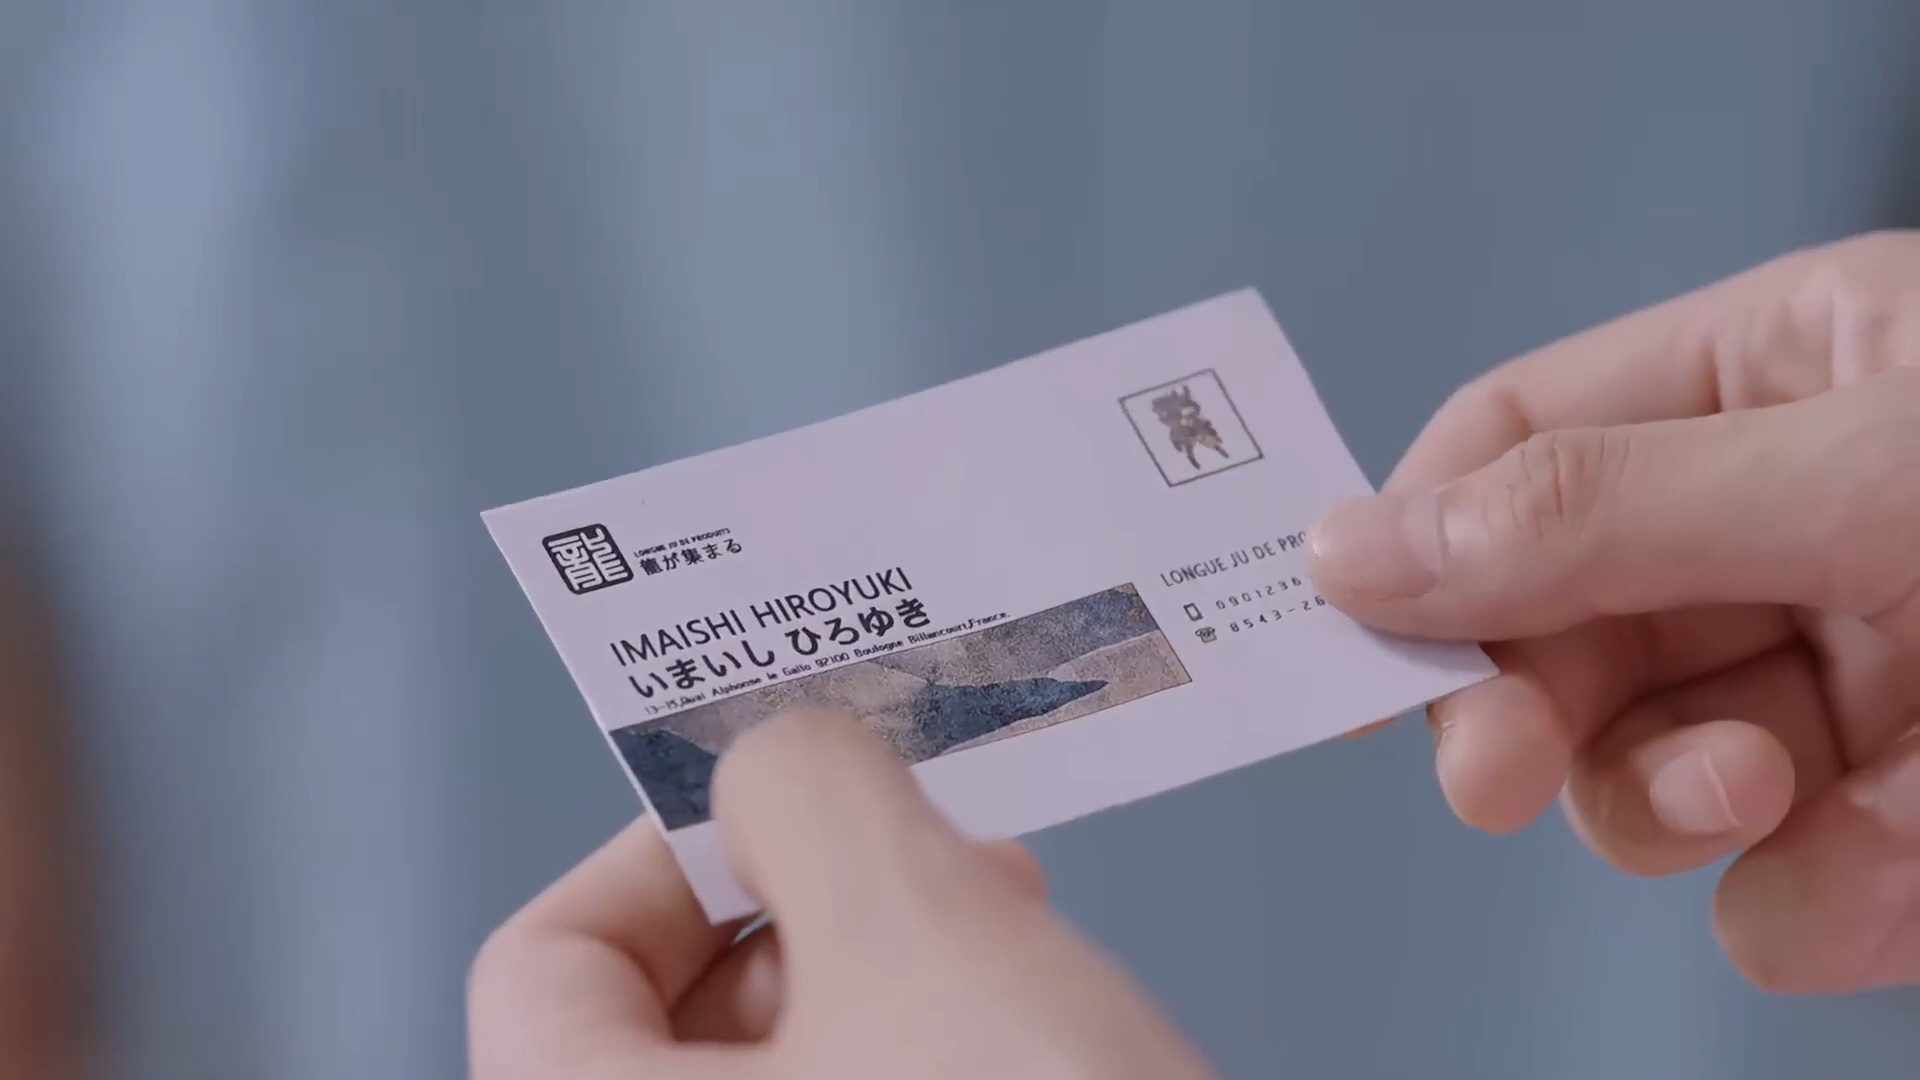 龍
LONGUE JU DE PRODUITS
龍が集まる
IMAISHI HIROYUKI
いまいし ひろゆき
13-15,Quai Alphonse le Gallo 92100 Boulogne Billancourt,France.
LONGUE JU DE PRO
0901236
8543-26